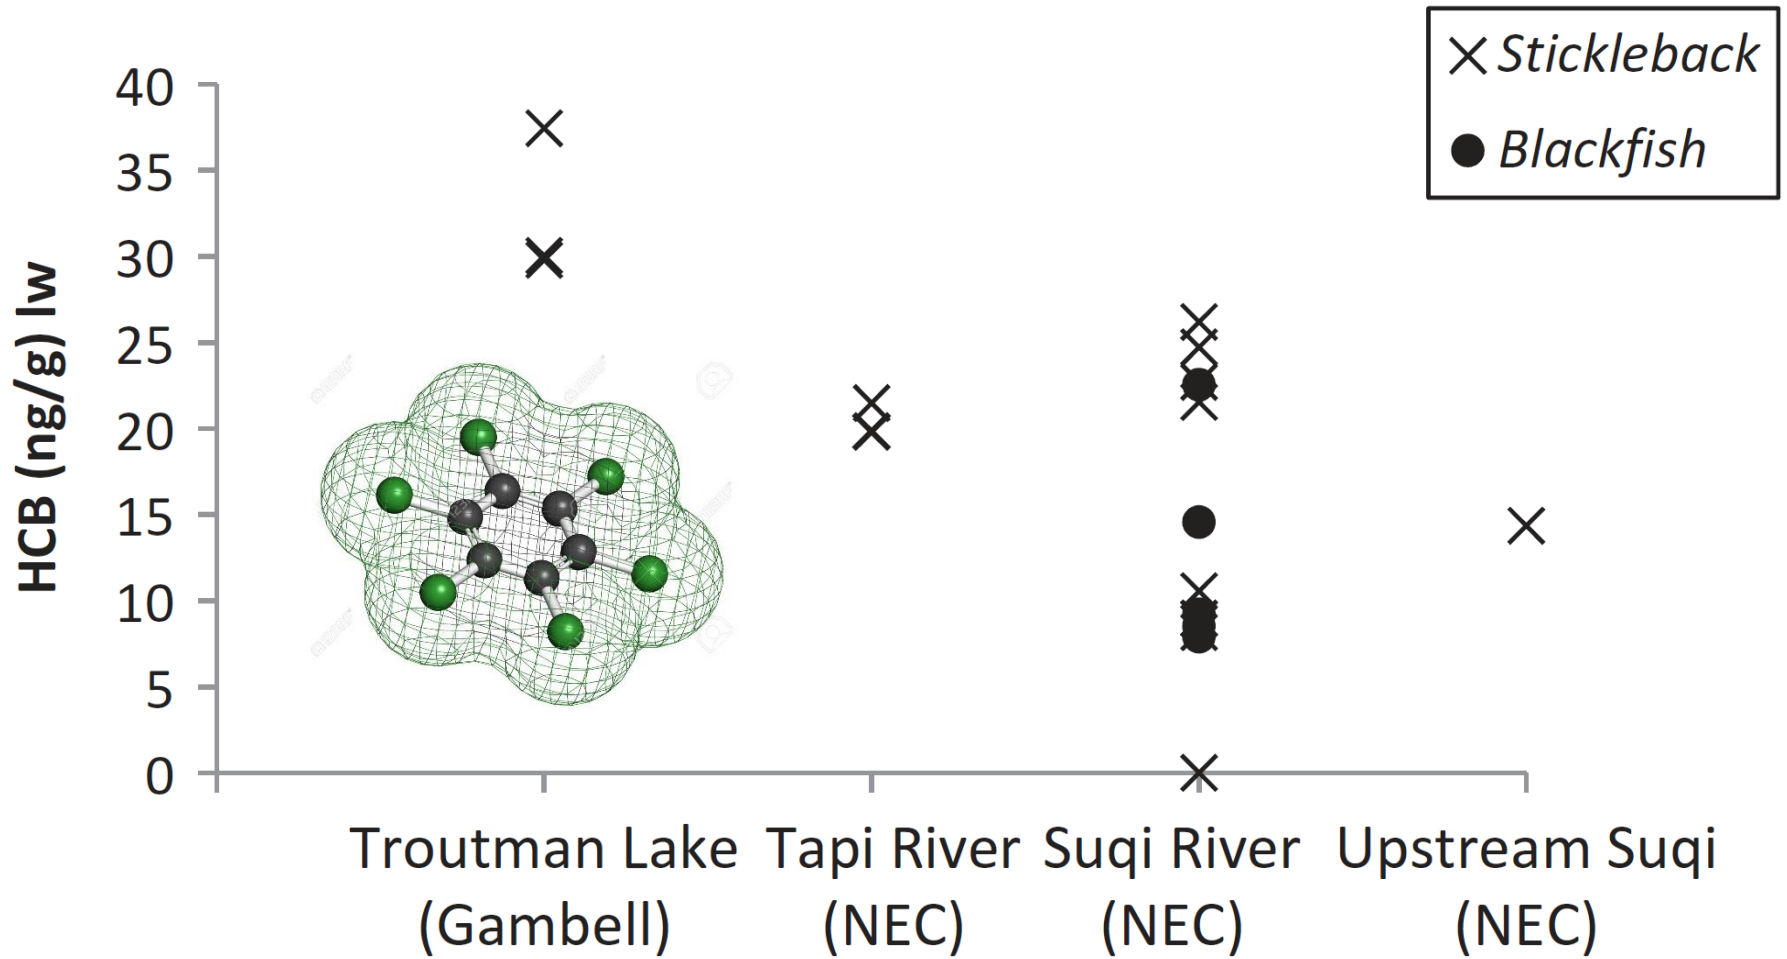 × Stickleback
● Blackfish
HCB (ng/g) lw
40
35
30
25
20
15
10
5
0
Troutman Lake
(Gambell)
Tapi River
(NEC)
Suqi River
(NEC)
Upstream Suqi
(NEC)